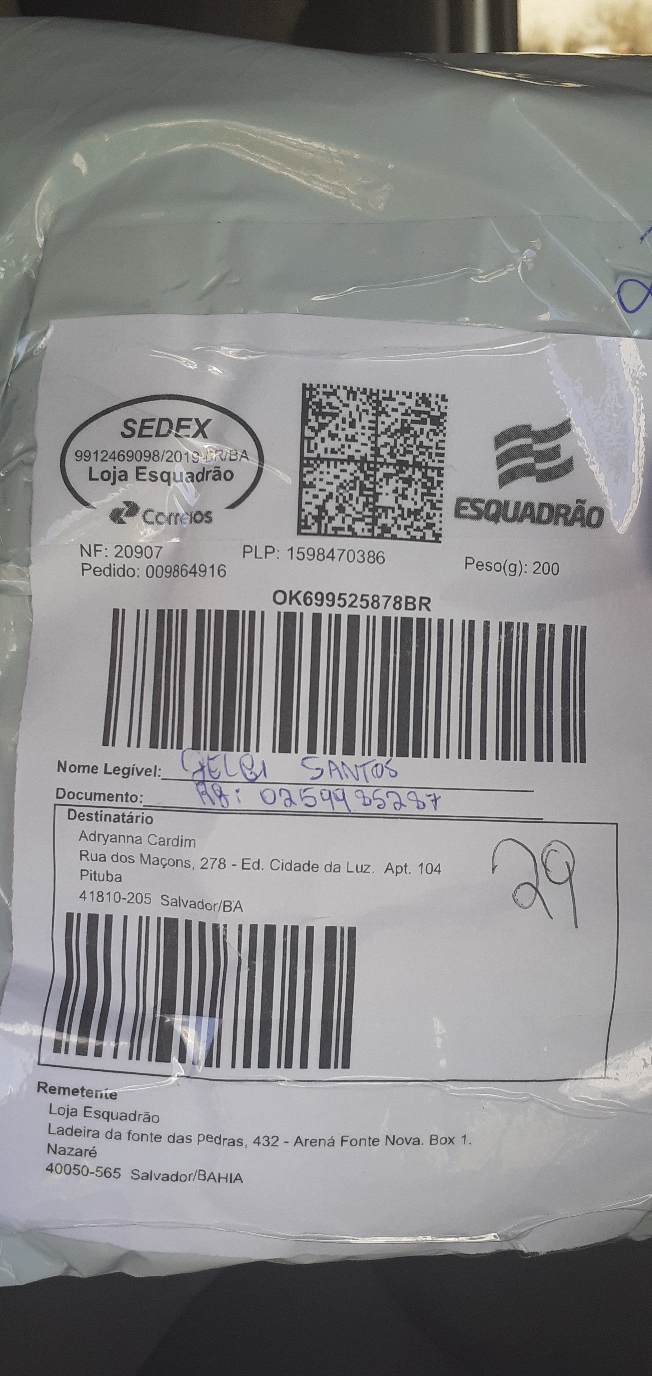 SEDEX
9912469098/2019-DR/BA
Loja Esquadrão
Correios
ESQUADRÃO
NF: 20907 PLP: 1598470386 Peso(g): 200
Pedido: 009864916
OK699525878BR
Nome Legível: SANTOS
Documento: RG: 0259985287
Destinatário
Adryanna Cardim
Rua dos Maçons, 278 - Ed. Cidade da Luz. Apt. 104
Pituba
41810-205 Salvador/BA
29
Remetente
Loja Esquadrão
Ladeira da fonte das pedras, 432 - Arená Fonte Nova. Box 1.
Nazaré
40050-565 Salvador/BAHIA